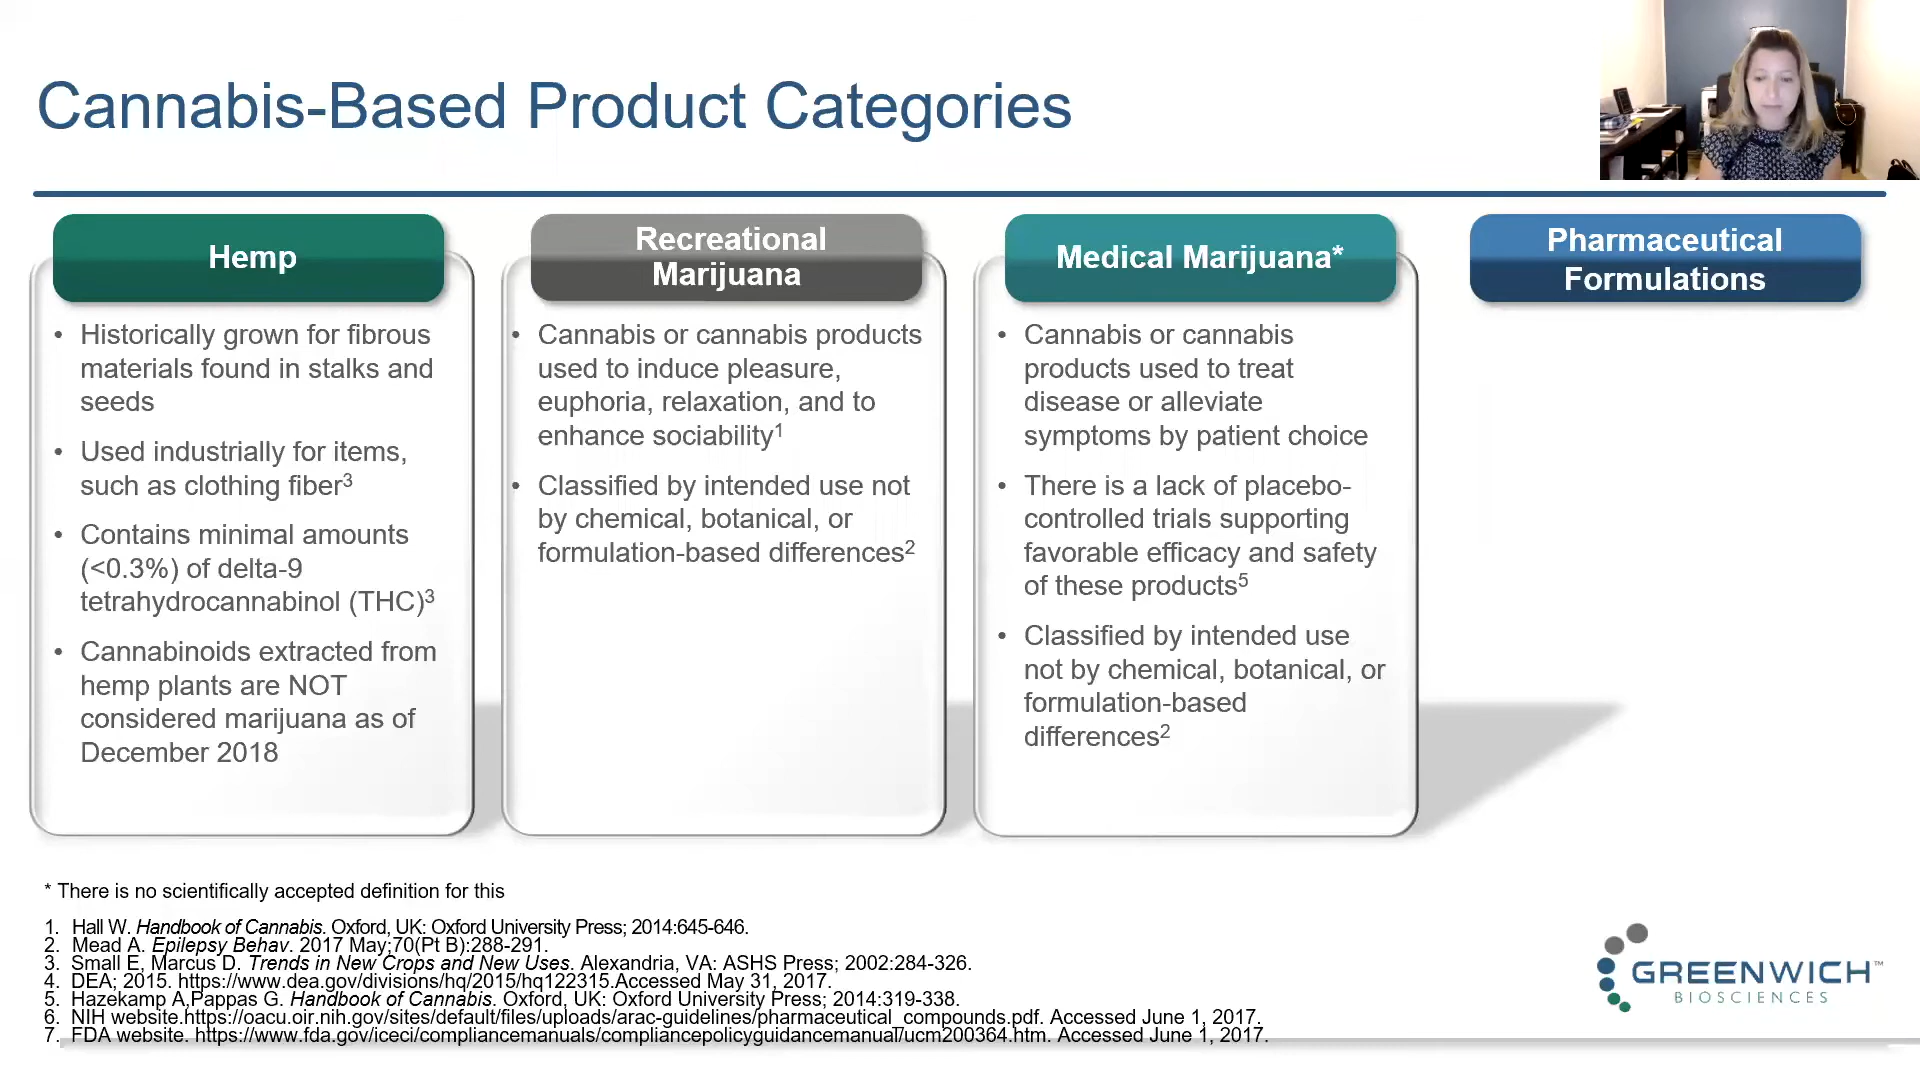 Cannabis-Based Product Categories
Hemp
• Historically grown for fibrous
materials found in stalks and
seeds
• Used industrially for items,
such as clothing fiber3
• Contains minimal amounts
(<0.3%) of delta-9
tetrahydrocannabinol (THC)3
• Cannabinoids extracted from
hemp plants are NOT
considered marijuana as of
December 2018
Recreational
Marijuana
• Cannabis or cannabis products
used to induce pleasure,
euphoria, relaxation, and to
enhance sociability1
• Classified by intended use not
by chemical, botanical, or
formulation-based differences2
Medical Marijuana*
• Cannabis or cannabis
products used to treat
disease or alleviate
symptoms by patient choice
• There is a lack of placebo-
controlled trials supporting
favorable efficacy and safety
of these products5
• Classified by intended use
not by chemical, botanical, or
formulation-based
differences2
Pharmaceutical
Formulations
* There is no scientifically accepted definition for this
1. Hall W. Handbook of Cannabis. Oxford, UK: Oxford University Press; 2014:645-646.
2. Mead A. Epilepsy Behav. 2017 May;70(Pt B):288-291.
3. Small E, Marcus D. Trends in New Crops and New Uses. Alexandria, VA: ASHS Press; 2002:284-326.
4. DEA; 2015. https://www.dea.gov/divisions/hq/2015/hq122315.Accessed May 31, 2017.
5. Hazekamp A,Pappas G. Handbook of Cannabis. Oxford, UK: Oxford University Press; 2014:319-338.
6. NIH website.https://oacu.oir.nih.gov/sites/default/files/uploads/arac-guidelines/pharmaceutical_compounds.pdf. Accessed June 1, 2017.
7. FDA website. https://www.fda.gov/iceci/compliancemanuals/compliancepolicyguidancemanual/ucm200364.htm. Accessed June 1, 2017.
GREENWICH™
BIOSCIENCES